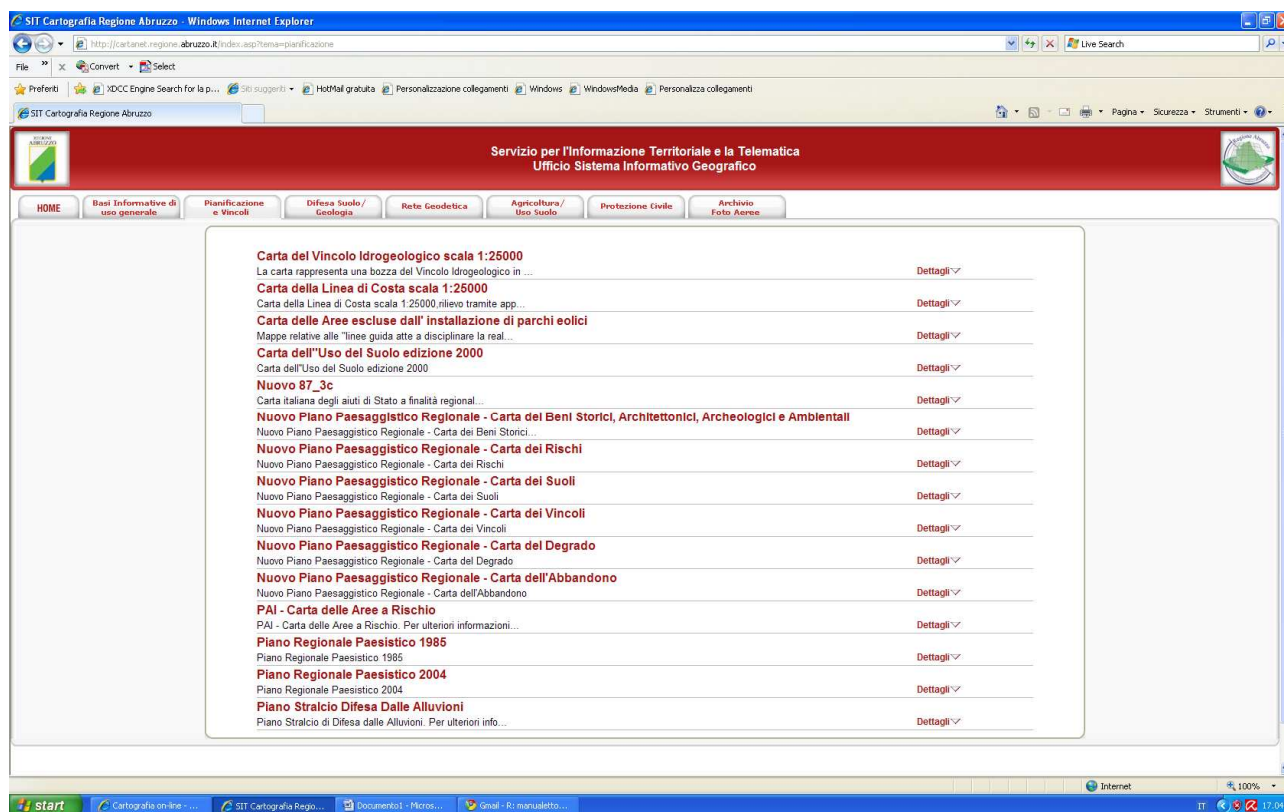 SIT Cartografia Regione Abruzzo - Windows Internet Explorer
http://cartanet.regione.abruzzo.it/index.asp?tema=pianificazione
Live Search
File » x Convert Select
Preferiti XDCC Engine Search for la p... Siti suggeriti HotMail gratuita Personalizzazione collegamenti Windows WindowsMedia Personalizza collegamenti
SIT Cartografia Regione Abruzzo
Pagina Sicurezza Strumenti
REGIONE
ABRUZZO
Servizio per l'Informazione Territoriale e la Telematica
Ufficio Sistema Informativo Geografico
HOME
Basi Informative di
uso generale
Pianificazione
e Vincoli
Difesa Suolo/
Geologia
Rete Geodetica
Agricoltura/
Uso Suolo
Protezione Civile
Archivio
Foto Aeree
Carta del Vincolo Idrogeologico scala 1:25000
La carta rappresenta una bozza del Vincolo Idrogeologico in ... Dettagli
Carta della Linea di Costa scala 1:25000
Carta della Linea di Costa scala 1:25000,rilievo tramite app... Dettagli
Carta delle Aree escluse dall' installazione di parchi eolici
Mappe relative alle "linee guida atte a disciplinare la real... Dettagli
Carta dell''Uso del Suolo edizione 2000
Carta dell''Uso del Suolo edizione 2000 Dettagli
Nuovo 87_3c
Carta italiana degli aiuti di Stato a finalità regional... Dettagli
Nuovo Piano Paesaggistico Regionale - Carta dei Beni Storici, Architettonici, Archeologici e Ambientali
Nuovo Piano Paesaggistico Regionale - Carta dei Beni Storici... Dettagli
Nuovo Piano Paesaggistico Regionale - Carta dei Rischi
Nuovo Piano Paesaggistico Regionale - Carta dei Rischi Dettagli
Nuovo Piano Paesaggistico Regionale - Carta dei Suoli
Nuovo Piano Paesaggistico Regionale - Carta dei Suoli Dettagli
Nuovo Piano Paesaggistico Regionale - Carta dei Vincoli
Nuovo Piano Paesaggistico Regionale - Carta dei Vincoli Dettagli
Nuovo Piano Paesaggistico Regionale - Carta del Degrado
Nuovo Piano Paesaggistico Regionale - Carta del Degrado Dettagli
Nuovo Piano Paesaggistico Regionale - Carta dell'Abbandono
Nuovo Piano Paesaggistico Regionale - Carta dell'Abbandono Dettagli
PAI - Carta delle Aree a Rischio
PAI - Carta delle Aree a Rischio. Per ulteriori informazioni... Dettagli
Piano Regionale Paesistico 1985
Piano Regionale Paesistico 1985 Dettagli
Piano Regionale Paesistico 2004
Piano Regionale Paesistico 2004 Dettagli
Piano Stralcio Difesa Dalle Alluvioni
Piano Stralcio di Difesa dalle Alluvioni. Per ulteriori info... Dettagli
Internet 100%
start Cartografia on-line - ... SIT Cartografia Regio... Documento1 - Micros... Gmail - R: manualetto... IT 17.04